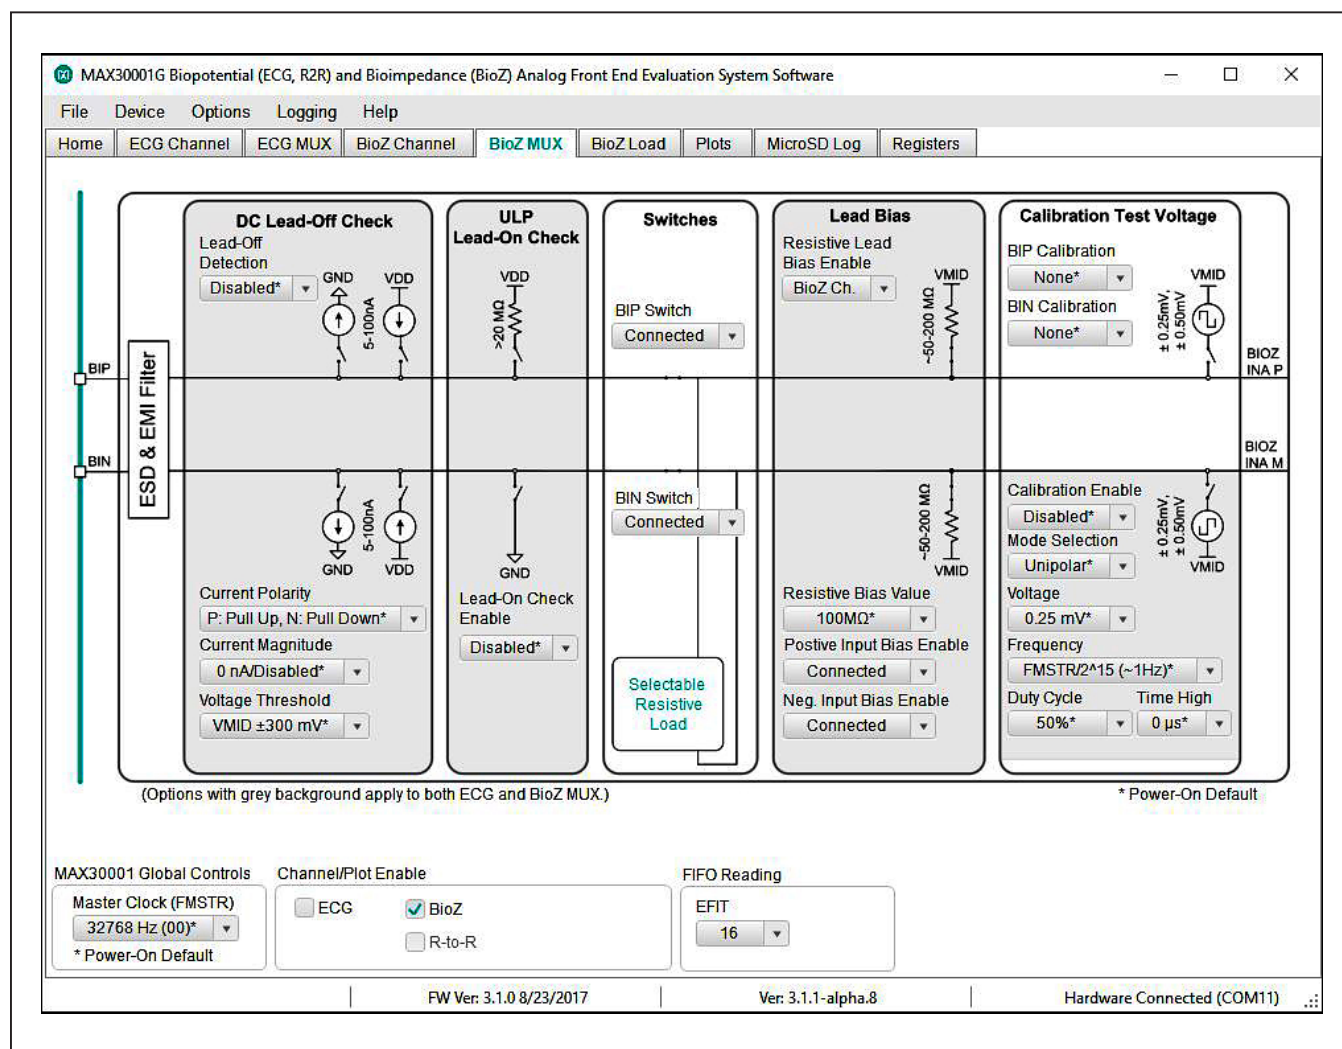 MAX30001G Biopotential (ECG, R2R) and Bioimpedance (BioZ) Analog Front End Evaluation System Software
File Device Options Logging Help
Home ECG Channel ECG MUX BioZ Channel BioZ MUX BioZ Load Plots MicroSD Log Registers
DC Lead-Off Check
Lead-Off
Detection
Disabled*
GND VDD
5-100nA
BIP
BIN
ESD & EMI Filter
5-100nA
GND VDD
Current Polarity
P: Pull Up, N: Pull Down*
Current Magnitude
0 nA/Disabled*
Voltage Threshold
VMID ±300 mV*
ULP
Lead-On Check
VDD
>20 MΩ
GND
Lead-On Check
Enable
Disabled*
Switches
BIP Switch
Connected
BIN Switch
Connected
Selectable
Resistive
Load
Lead Bias
Resistive Lead
Bias Enable
BioZ Ch.
VMID
~50-200 MΩ
~50-200 MΩ
VMID
Resistive Bias Value
100MΩ*
Postive Input Bias Enable
Connected
Neg. Input Bias Enable
Connected
Calibration Test Voltage
BIP Calibration
None*
BIN Calibration
None*
VMID
± 0.25mV,
± 0.50mV
BIOZ
INA P
BIOZ
INA M
Calibration Enable
Disabled*
Mode Selection
Unipolar*
± 0.25mV,
± 0.50mV
VMID
Voltage
0.25 mV*
Frequency
FMSTR/2^15 (~1Hz)*
Duty Cycle Time High
50%* 0 µs*
(Options with grey background apply to both ECG and BioZ MUX.)
* Power-On Default
MAX30001 Global Controls
Master Clock (FMSTR)
32768 Hz (00)*
* Power-On Default
Channel/Plot Enable
ECG BioZ
R-to-R
FIFO Reading
EFIT
16
FW Ver: 3.1.0 8/23/2017 Ver: 3.1.1-alpha.8 Hardware Connected (COM11)